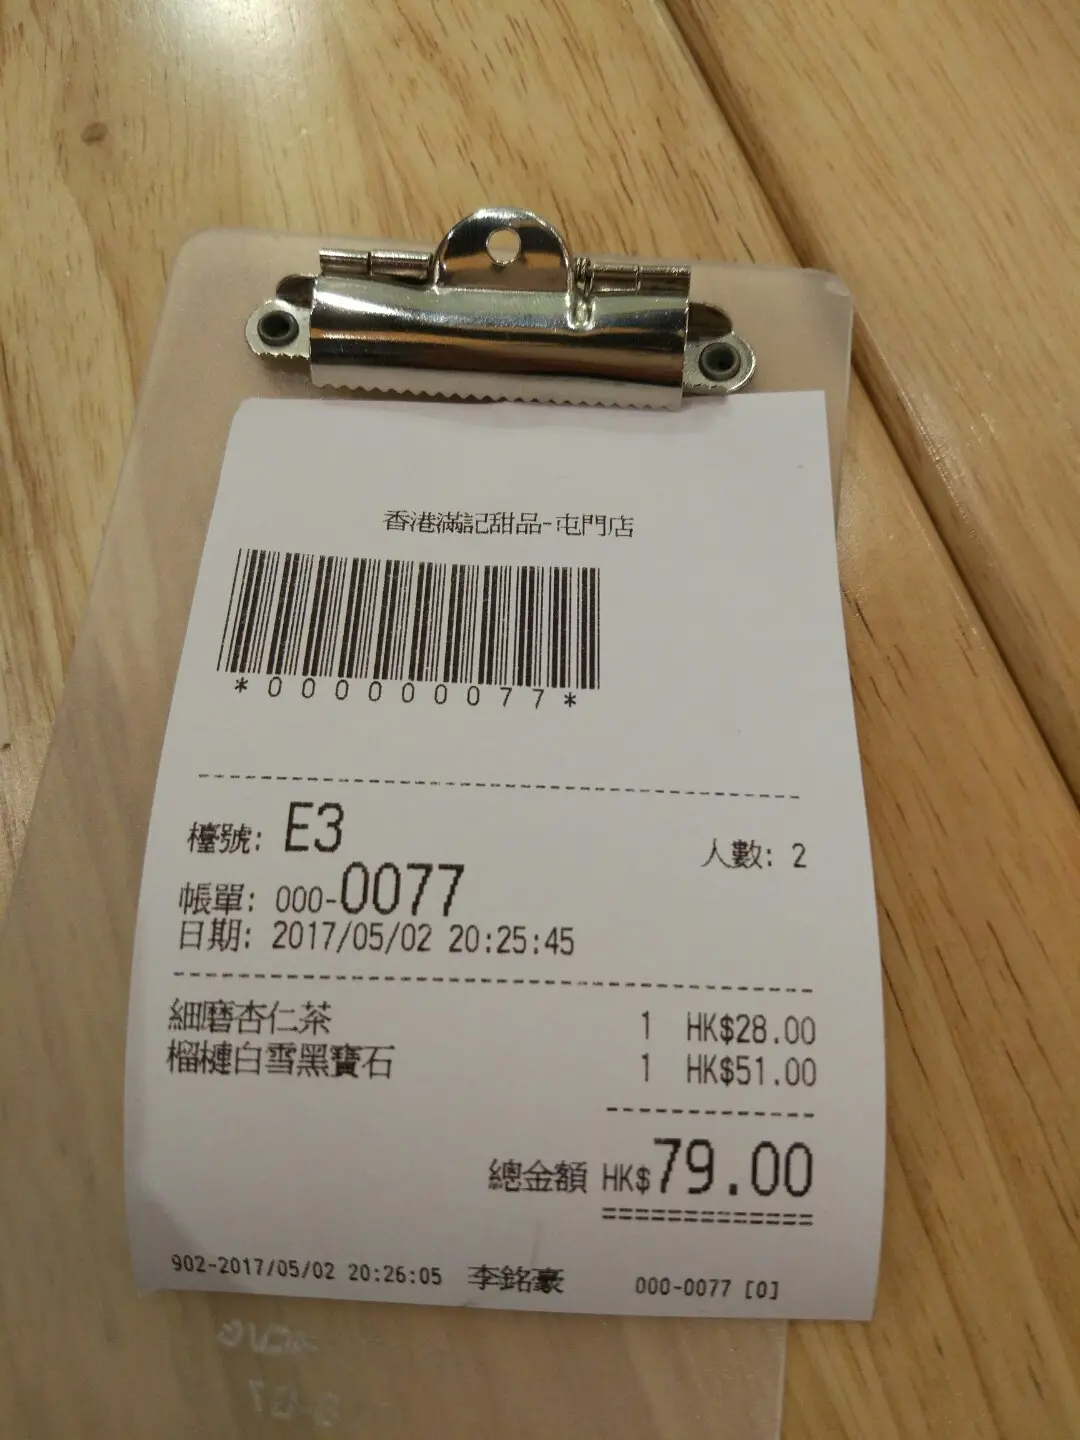 香港滿記甜品-屯門店
*000000077*
檯號: E3
人數: 2
帳單: 000-0077
日期: 2017/05/02 20:25:45
細磨杏仁茶 1 HK$28.00
榴槤白雪黑寶石 1 HK$51.00
總金額 HK$79.00
902-2017/05/02 20:26:05 李銘豪 000-0077 [0]